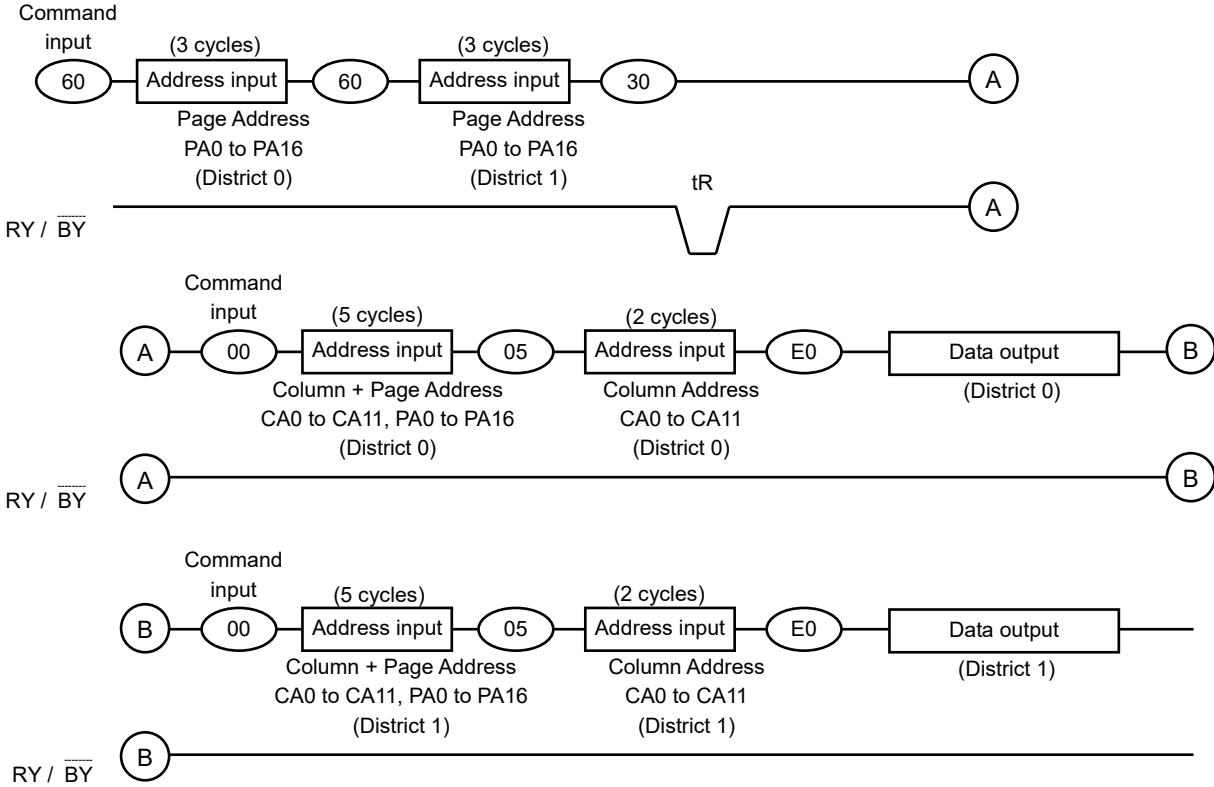 Command
input
(3 cycles)
(3 cycles)
60
Address input
60
Address input
30
A
Page Address
PA0 to PA16
(District 0)
Page Address
PA0 to PA16
(District 1)
tR
RY / BY
A
Command
input
(5 cycles)
(2 cycles)
A
00
Address input
05
Address input
E0
Data output
B
Column + Page Address
CA0 to CA11, PA0 to PA16
(District 0)
Column Address
CA0 to CA11
(District 0)
(District 0)
RY / BY
A
B
Command
input
(5 cycles)
(2 cycles)
B
00
Address input
05
Address input
E0
Data output
Column + Page Address
CA0 to CA11, PA0 to PA16
(District 1)
Column Address
CA0 to CA11
(District 1)
(District 1)
RY / BY
B